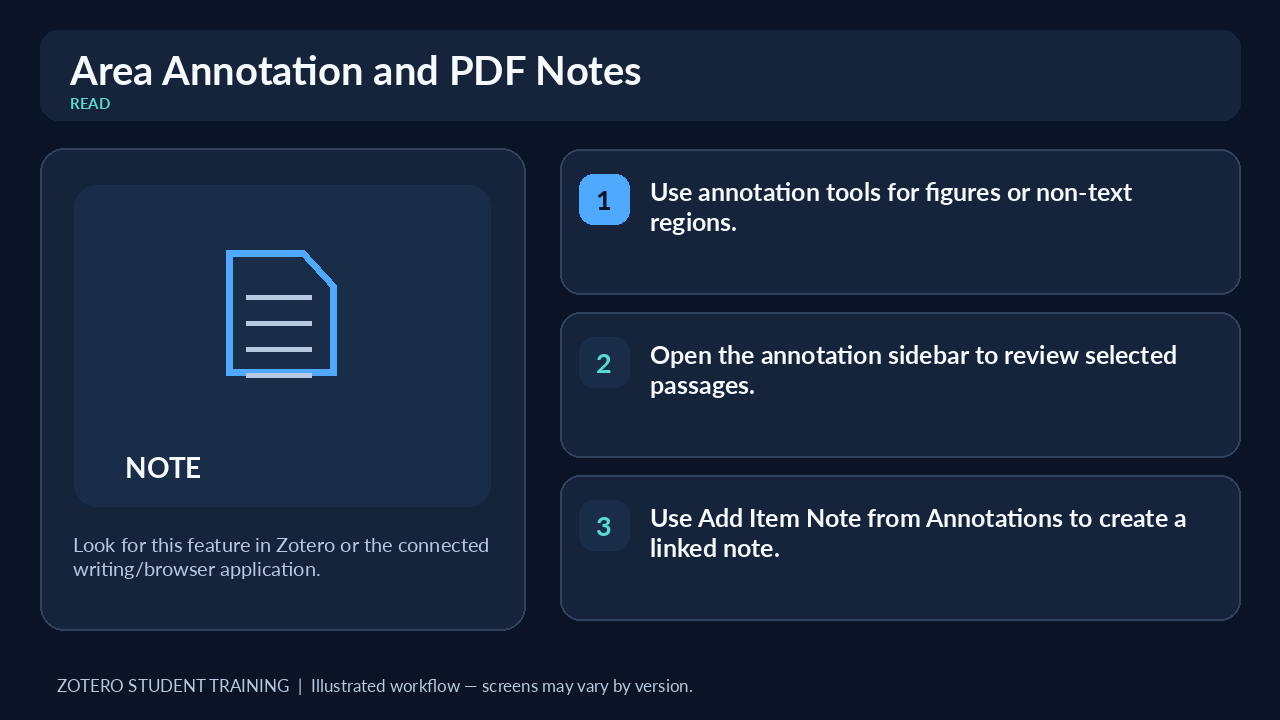 Area Annotation and PDF Notes
READ
NOTE
Look for this feature in Zotero or the connected
writing/browser application.
1
Use annotation tools for figures or non-text
regions.
2
Open the annotation sidebar to review selected
passages.
3
Use Add Item Note from Annotations to create a
linked note.
ZOTERO STUDENT TRAINING | Illustrated workflow — screens may vary by version.